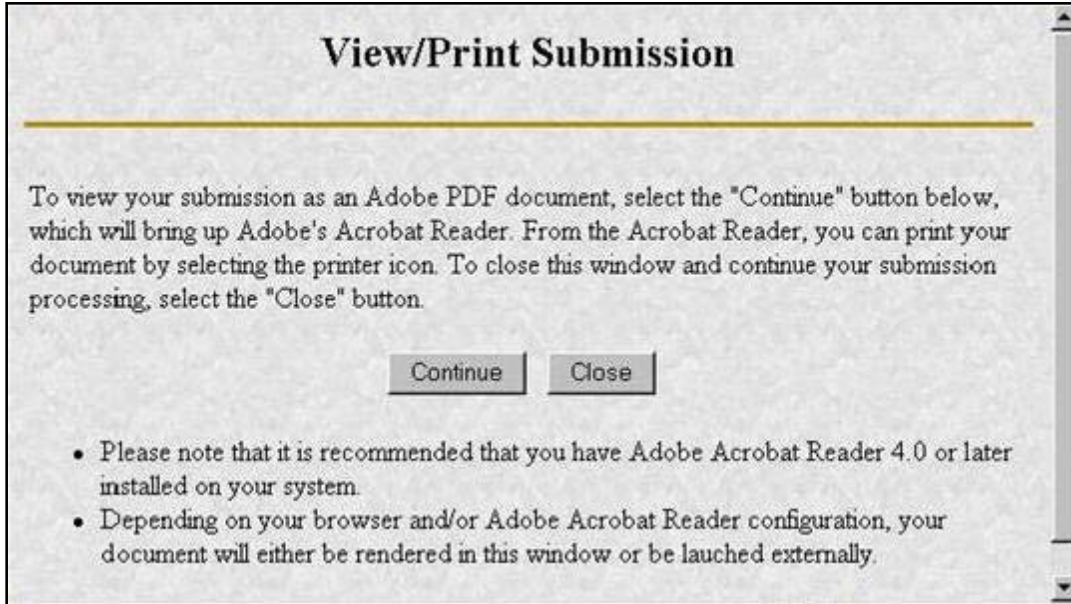 View/Print Submission
To view your submission as an Adobe PDF document, select the "Continue" button below,
which will bring up Adobe's Acrobat Reader. From the Acrobat Reader, you can print your
document by selecting the printer icon. To close this window and continue your submission
processing, select the "Close" button.
Continue Close
• Please note that it is recommended that you have Adobe Acrobat Reader 4.0 or later
installed on your system.
• Depending on your browser and/or Adobe Acrobat Reader configuration, your
document will either be rendered in this window or be lauched externally.